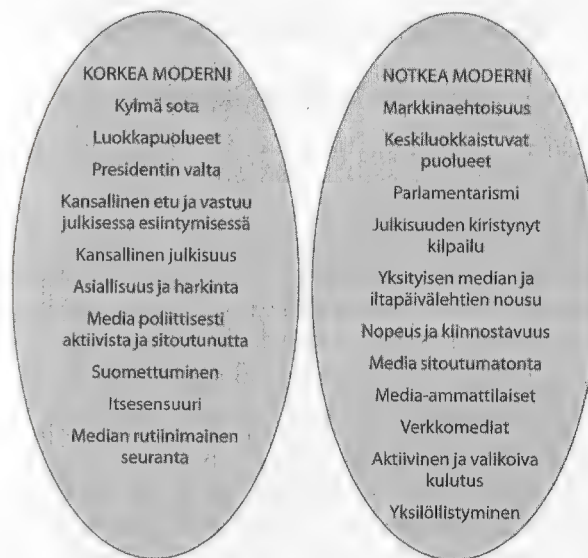 KORKEA MODERNI
Kylmä sota
Luokkapuolueet
Presidentin valta
Kansallinen etu ja vastuu
julkisessa esiintymisessä
Kansallinen julkisuus
Asiallisuus ja harkinta
Media poliittisesti
aktiivista ja sitoutunutta
Suomettuminen
Itsesensuuri
Median rutiinimainen
seuranta
NOTKEA MODERNI
Markkinaehtoisuus
Keskiluokkaistuvat
puolueet
Parlamentarismi
Julkisuuden kiristynyt
kilpailu
Yksityisen median ja
iltapäivälehtien nousu
Nopeus ja kiinnostavuus
Media sitoutumatonta
Media-ammattilaiset
Verkkomediat
Aktiivinen ja valikoiva
kulutus
Yksilöllistyminen